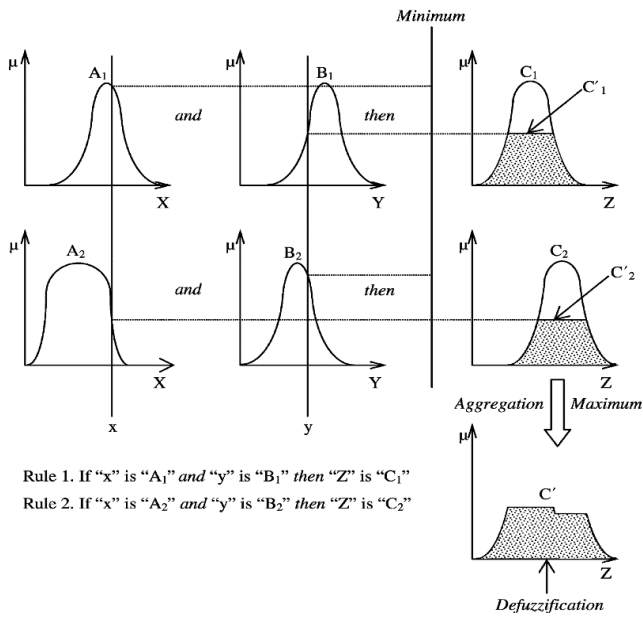 Minimum
μ A₁ μ B₁ μ C₁ C′₁
and then
X Y Z
μ A₂ μ B₂ μ C₂ C′₂
and then
X Y Z
x y Aggregation Maximum
μ
Rule 1. If “x” is “A₁” and “y” is “B₁” then “Z” is “C₁”
C′
Rule 2. If “x” is “A₂” and “y” is “B₂” then “Z” is “C₂”
Z
Defuzzification